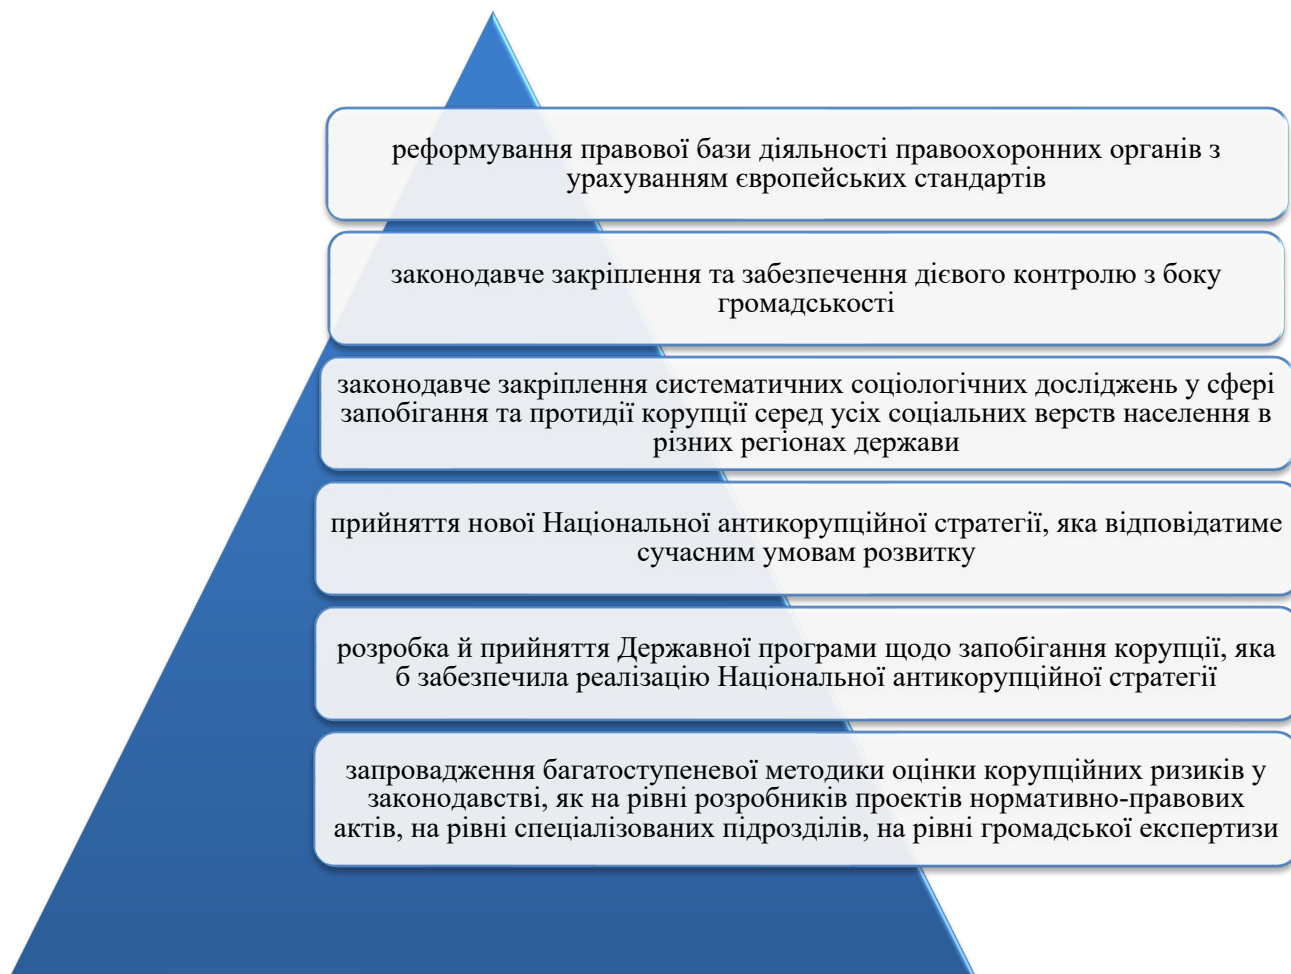 реформування правової бази діяльності правоохоронних органів з
урахуванням європейських стандартів
законодавче закріплення та забезпечення дієвого контролю з боку
громадськості
законодавче закріплення систематичних соціологічних досліджень у сфері
запобігання та протидії корупції серед усіх соціальних верств населення в
різних регіонах держави
прийняття нової Національної антикорупційної стратегії, яка відповідатиме
сучасним умовам розвитку
розробка й прийняття Державної програми щодо запобігання корупції, яка
б забезпечила реалізацію Національної антикорупційної стратегії
запровадження багатоступеневої методики оцінки корупційних ризиків у
законодавстві, як на рівні розробників проектів нормативно-правових
актів, на рівні спеціалізованих підрозділів, на рівні громадської експертизи